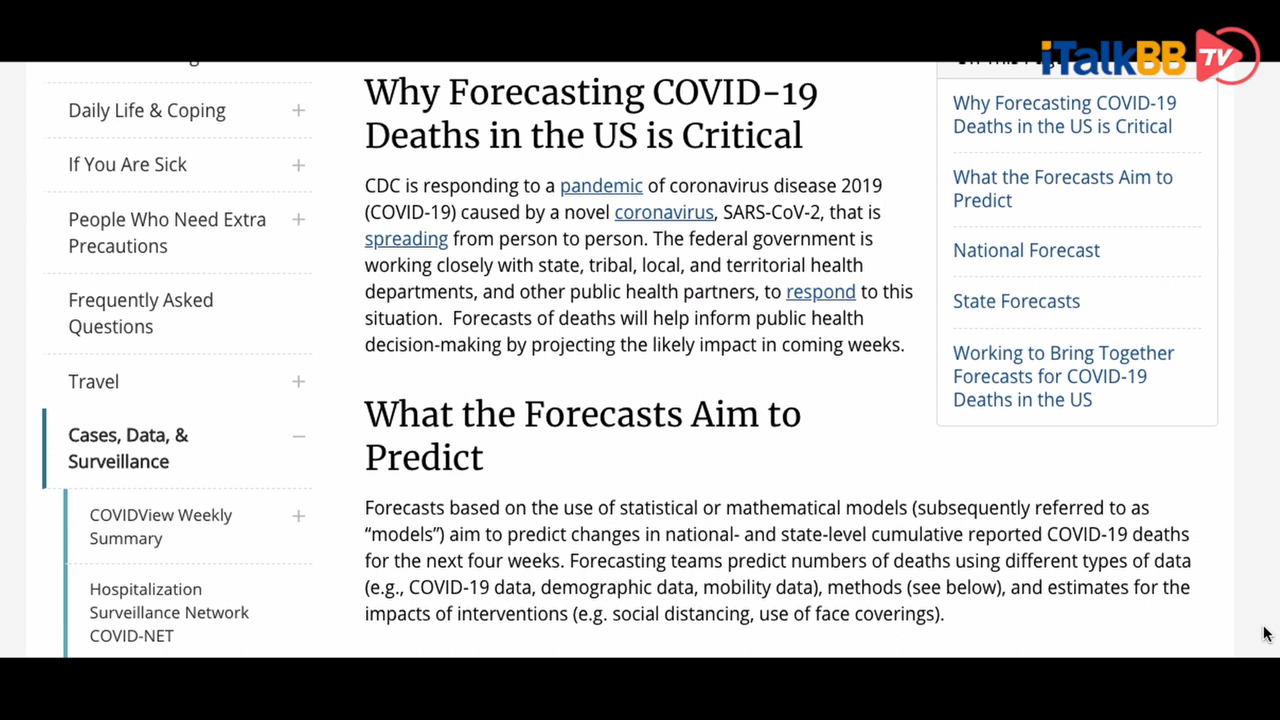 iTalkBB TV
Daily Life & Coping
If You Are Sick
People Who Need Extra
Precautions
Frequently Asked
Questions
Travel
Cases, Data, &
Surveillance
COVIDView Weekly
Summary
Hospitalization
Surveillance Network
COVID-NET
Why Forecasting COVID-19
Deaths in the US is Critical
CDC is responding to a pandemic of coronavirus disease 2019
(COVID-19) caused by a novel coronavirus, SARS-CoV-2, that is
spreading from person to person. The federal government is
working closely with state, tribal, local, and territorial health
departments, and other public health partners, to respond to this
situation.  Forecasts of deaths will help inform public health
decision-making by projecting the likely impact in coming weeks.
What the Forecasts Aim to
Predict
Forecasts based on the use of statistical or mathematical models (subsequently referred to as
“models”) aim to predict changes in national- and state-level cumulative reported COVID-19 deaths
for the next four weeks. Forecasting teams predict numbers of deaths using different types of data
(e.g., COVID-19 data, demographic data, mobility data), methods (see below), and estimates for the
impacts of interventions (e.g. social distancing, use of face coverings).
Why Forecasting COVID-19
Deaths in the US is Critical
What the Forecasts Aim to
Predict
National Forecast
State Forecasts
Working to Bring Together
Forecasts for COVID-19
Deaths in the US